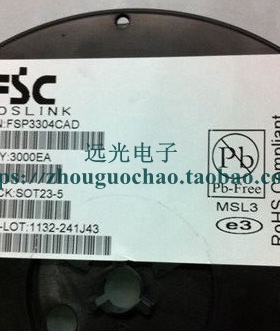 FSC
OSLINK
N:FSP3304CAD
Y:3000EA
远光电子
ps://zhouguochao.taobao.c
CK:SOT23-5
-LOT:1132-241J43
Pb
Pb-Free
MSL3
e3
RoHS Compliant